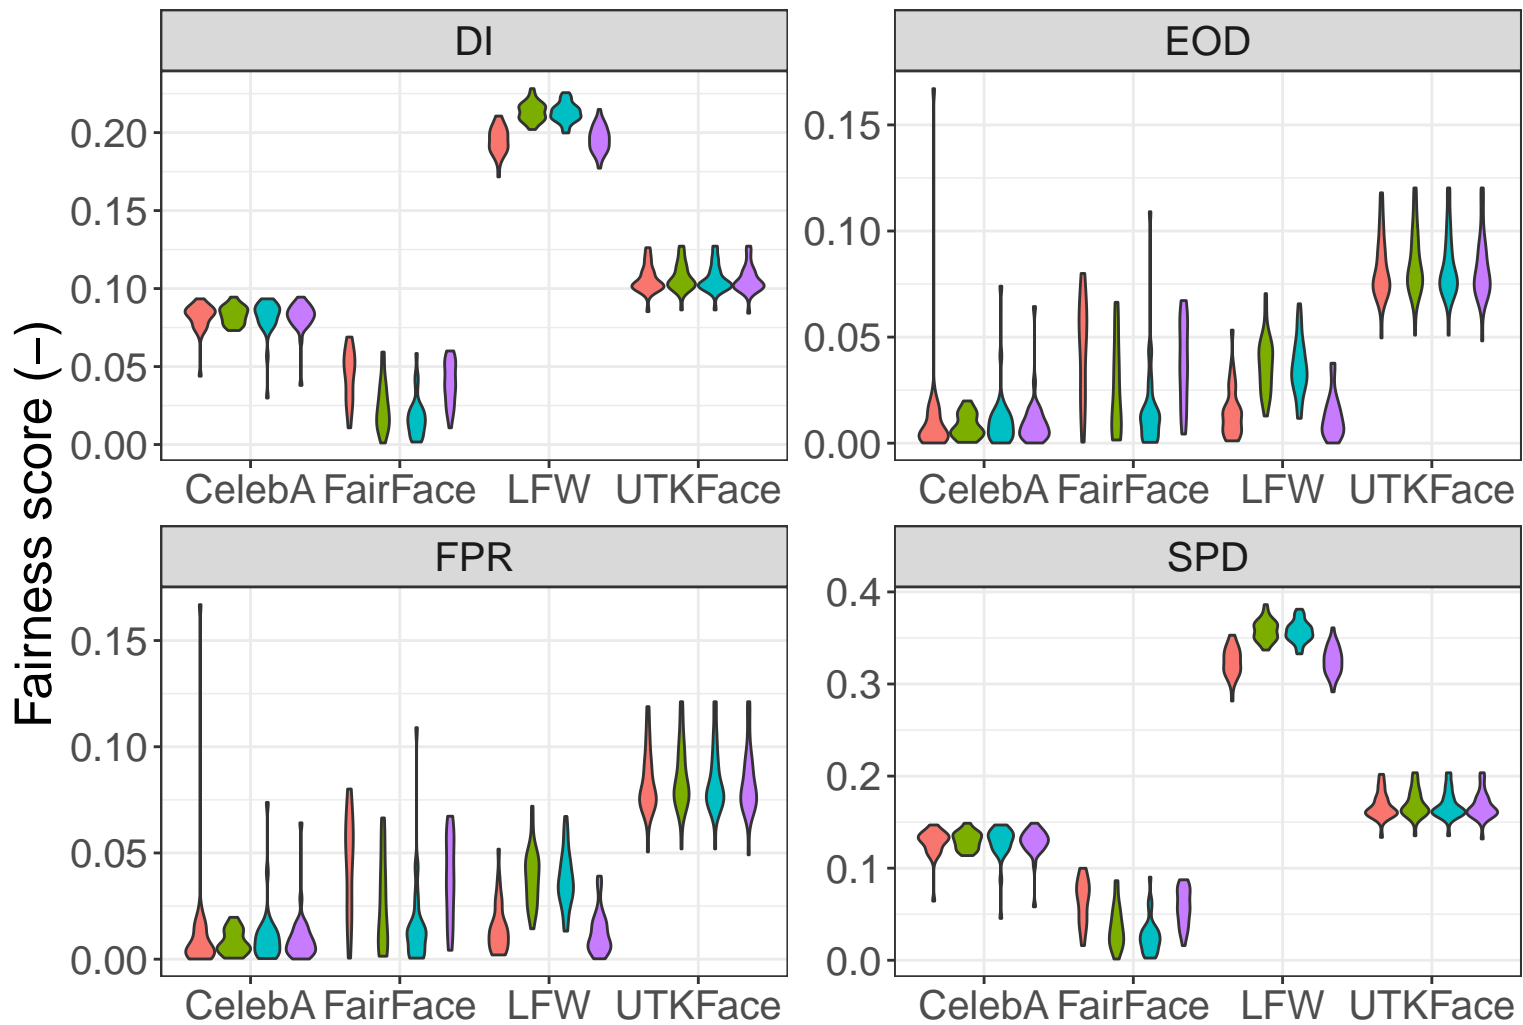 Fairness score (−)
DI
0.20
0.15
0.10
0.05
0.00
CelebA FairFace LFW UTKFace
EOD
0.15
0.10
0.05
0.00
CelebA FairFace LFW UTKFace
FPR
0.15
0.10
0.05
0.00
CelebA FairFace LFW UTKFace
SPD
0.4
0.3
0.2
0.1
0.0
CelebA FairFace LFW UTKFace